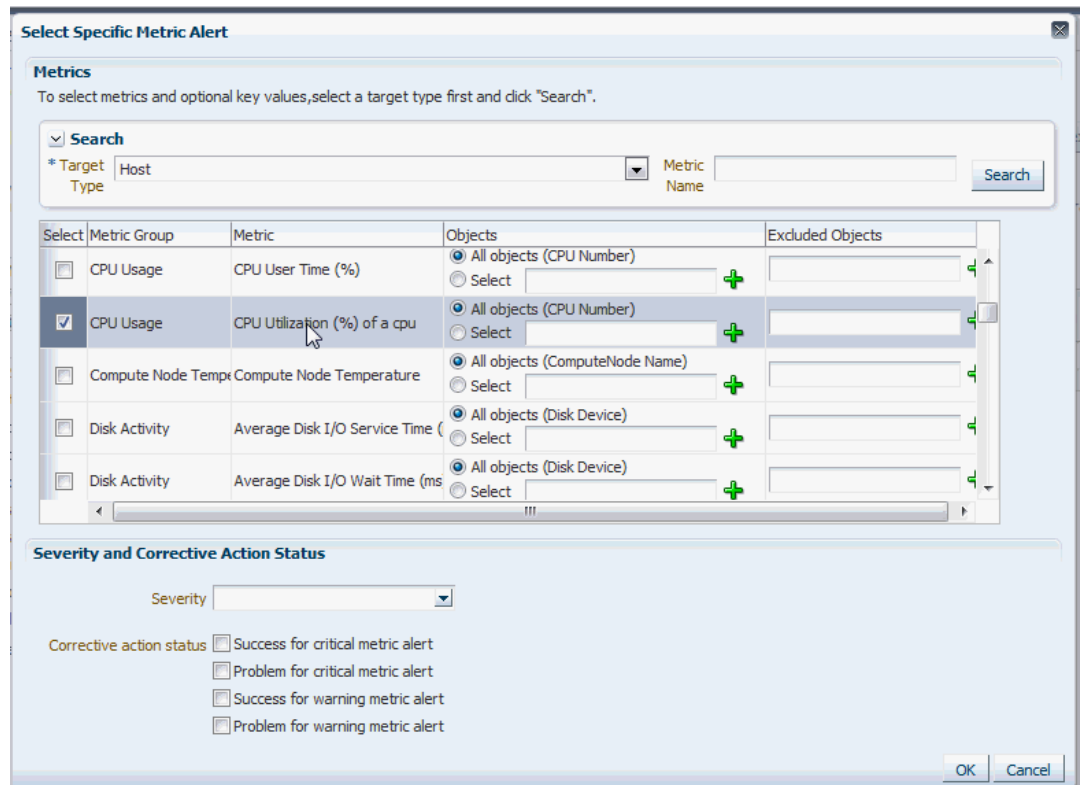 Select Specific Metric Alert
Metrics
To select metrics and optional key values,select a target type first and click "Search".
Search
* Target Type Host Metric Name Search
Select Metric Group Metric Objects Excluded Objects
CPU Usage CPU User Time (%) All objects (CPU Number)
Select
CPU Usage CPU Utilization (%) of a cpu All objects (CPU Number)
Select
Compute Node Tempe Compute Node Temperature All objects (ComputeNode Name)
Select
Disk Activity Average Disk I/O Service Time ( All objects (Disk Device)
Select
Disk Activity Average Disk I/O Wait Time (ms All objects (Disk Device)
Select
Severity and Corrective Action Status
Severity
Corrective action status Success for critical metric alert
Problem for critical metric alert
Success for warning metric alert
Problem for warning metric alert
OK Cancel